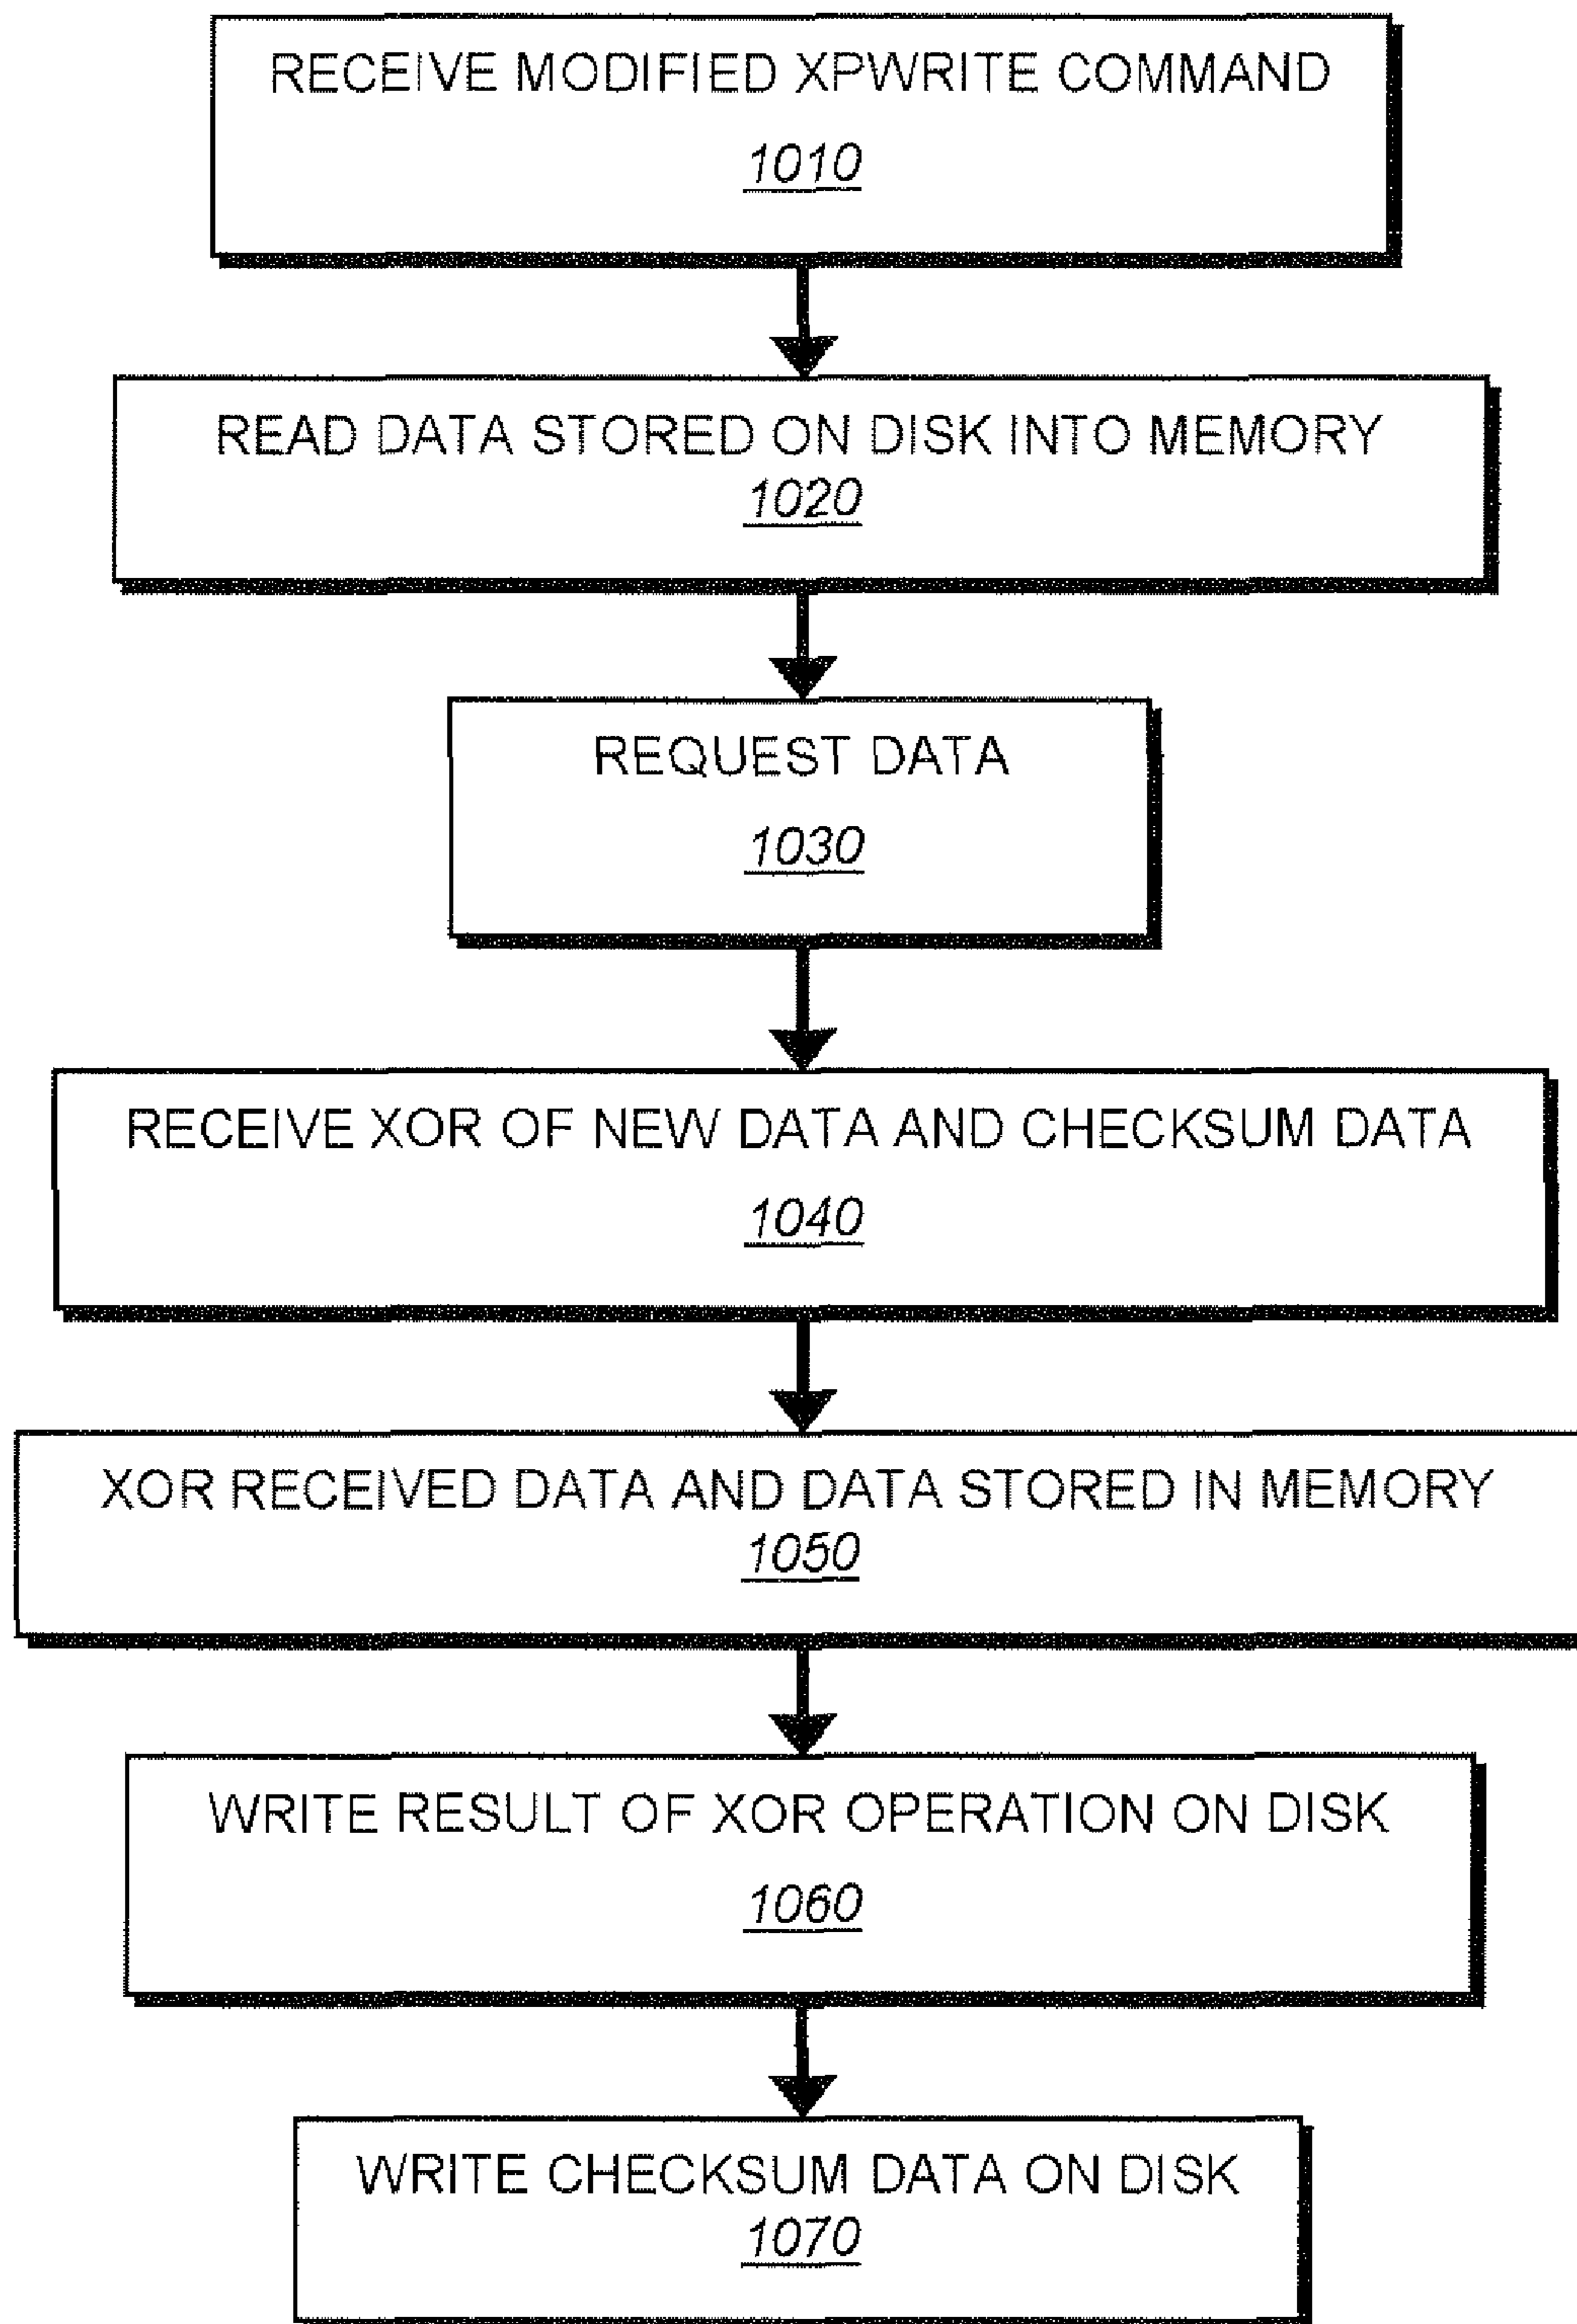 RECEIVE MODIFIED XPWRITE COMMAND
1010
READ DATA STORED ON DISK INTO MEMORY
1020
REQUEST DATA
1030
RECEIVE XOR OF NEW DATA AND CHECKSUM DATA
1040
XOR RECEIVED DATA AND DATA STORED IN MEMORY
1050
WRITE RESULT OF XOR OPERATION ON DISK
1060
WRITE CHECKSUM DATA ON DISK
1070